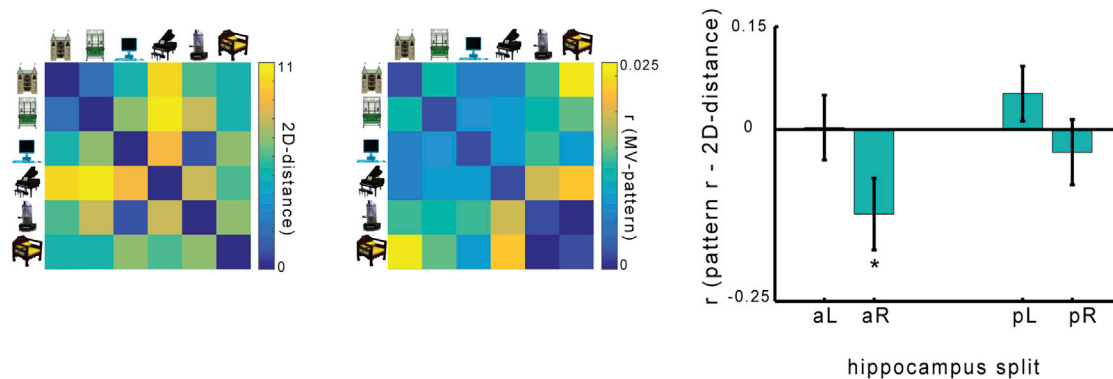 11
2D-distance)
0
0.025
r (MV-pattern)
0
0.15
0
-0.25
r (pattern r - 2D-distance)
*
aL aR pL pR
hippocampus split